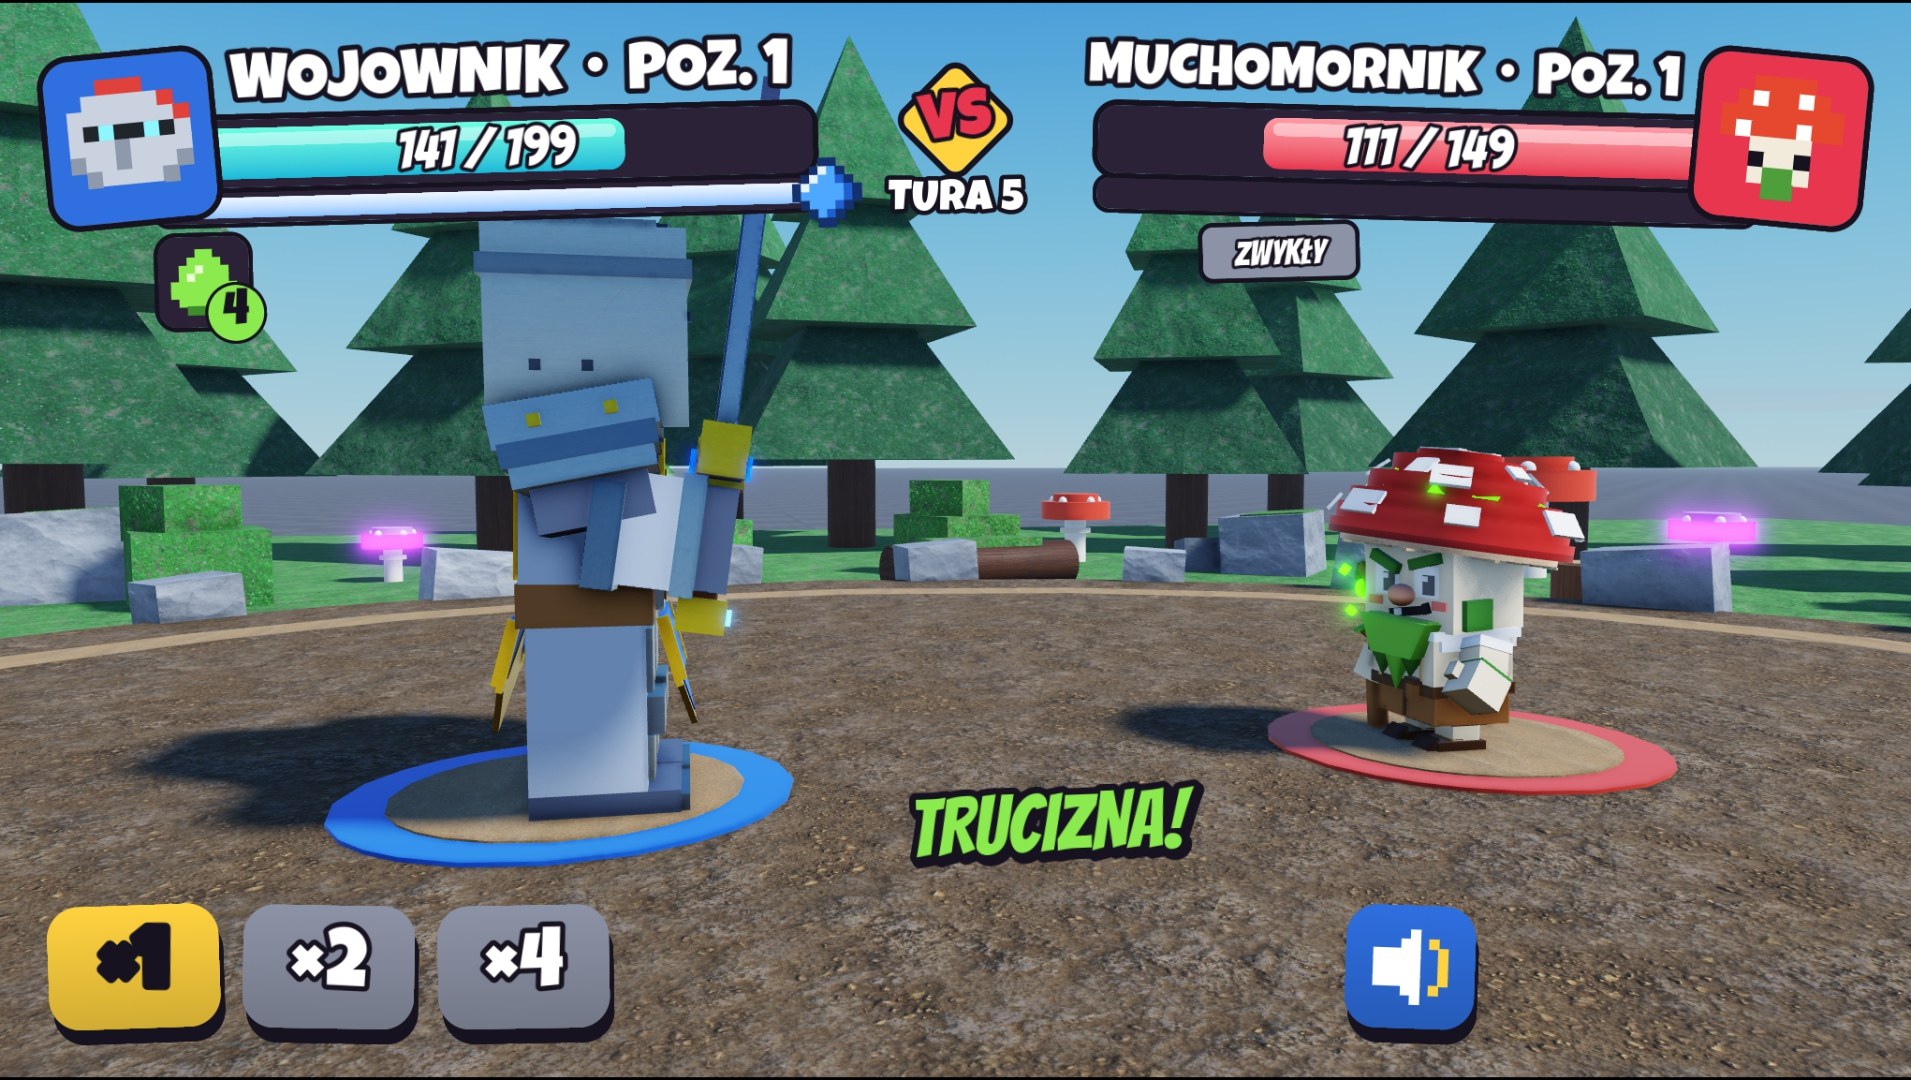 WOJOWNIK • POZ. 1
141 / 199
4
VS
TURA 5
MUCHOMORNIK • POZ. 1
111 / 149
ZWYKŁY
TRUCIZNA!
×1
×2
×4